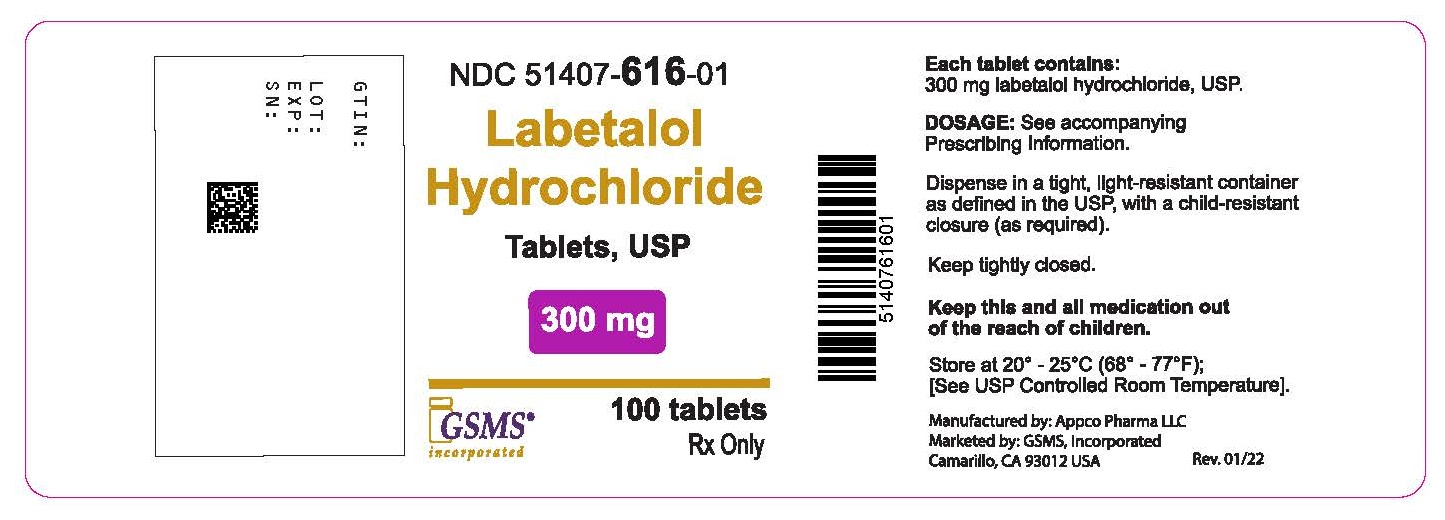 GTIN:
LOT:
EXP:
SN:
NDC 51407-616-01
Labetalol
Hydrochloride
Tablets, USP
300 mg
GSMS®
incorporated
100 tablets
Rx Only
5140761601
Each tablet contains:
300 mg labetalol hydrochloride, USP.
DOSAGE: See accompanying
Prescribing Information.
Dispense in a tight, light-resistant container
as defined in the USP, with a child-resistant
closure (as required).
Keep tightly closed.
Keep this and all medication out
of the reach of children.
Store at 20° - 25°C (68° - 77°F);
[See USP Controlled Room Temperature].
Manufactured by: Appco Pharma LLC
Marketed by: GSMS, Incorporated
Camarillo, CA 93012 USA
Rev. 01/22